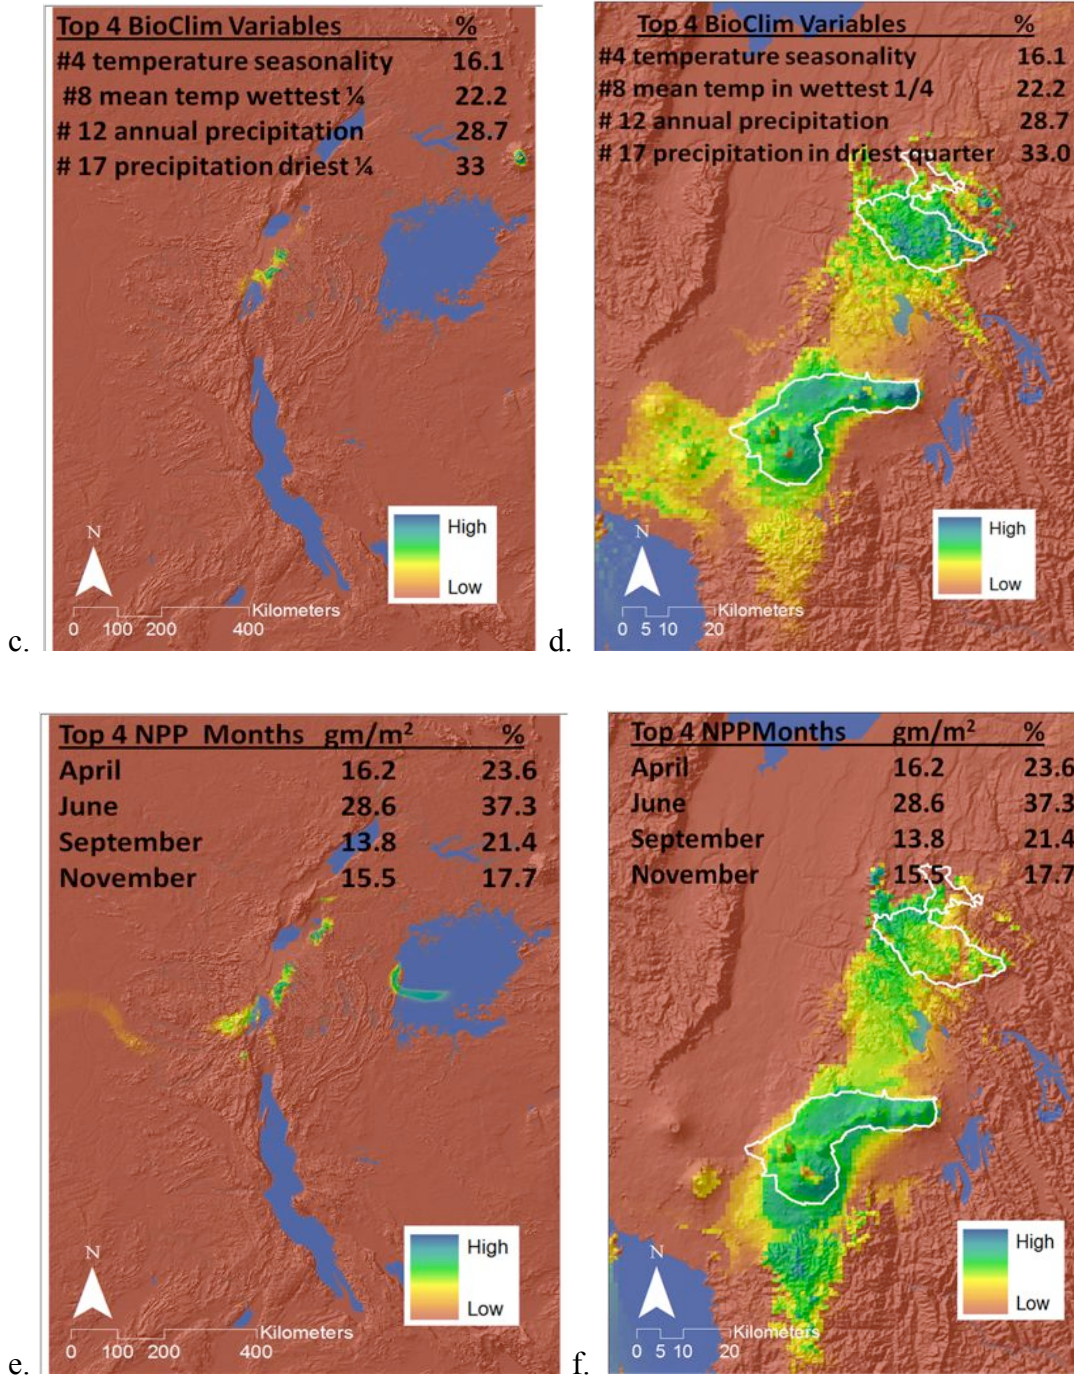 Top 4 BioClim Variables %
#4 temperature seasonality 16.1
#8 mean temp wettest ¼ 22.2
# 12 annual precipitation 28.7
# 17 precipitation driest ¼ 33
High
Low
N
Kilometers
0 100 200 400
c.
Top 4 BioClim Variables %
#4 temperature seasonality 16.1
#8 mean temp in wettest 1/4 22.2
# 12 annual precipitation 28.7
# 17 precipitation in driest quarter 33.0
High
Low
N
Kilometers
0 5 10 20
d.
Top 4 NPP Months gm/m² %
April 16.2 23.6
June 28.6 37.3
September 13.8 21.4
November 15.5 17.7
High
Low
N
Kilometers
0 100 200 400
e.
Top 4 NPPMonths gm/m² %
April 16.2 23.6
June 28.6 37.3
September 13.8 21.4
November 15.5 17.7
High
Low
N
Kilometers
0 5 10 20
f.